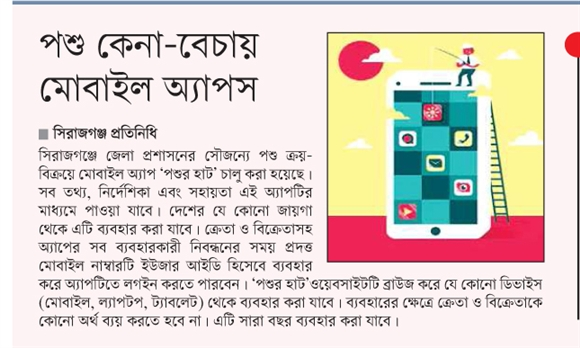 পশু কেনা-বেচায়
মোবাইল অ্যাপস
সিরাজগঞ্জ প্রতিনিধি
সিরাজগঞ্জে জেলা প্রশাসনের সৌজন্যে পশু ক্রয়-
বিক্রয়ে মোবাইল অ্যাপ ‘পশুর হাট’ চালু করা হয়েছে।
সব তথ্য, নির্দেশিকা এবং সহায়তা এই অ্যাপটির
মাধ্যমে পাওয়া যাবে। দেশের যে কোনো জায়গা
থেকে এটি ব্যবহার করা যাবে। ক্রেতা ও বিক্রেতাসহ
অ্যাপের সব ব্যবহারকারী নিবন্ধনের সময় প্রদত্ত
মোবাইল নাম্বারটি ইউজার আইডি হিসেবে ব্যবহার
করে অ্যাপটিতে লগইন করতে পারবেন। ‘পশুর হাট’ ওয়েবসাইটটি ব্রাউজ করে যে কোনো ডিভাইস
(মোবাইল, ল্যাপটপ, ট্যাবলেট) থেকে ব্যবহার করা যাবে। ব্যবহারের ক্ষেত্রে ক্রেতা ও বিক্রেতাকে
কোনো অর্থ ব্যয় করতে হবে না। এটি সারা বছর ব্যবহার করা যাবে।